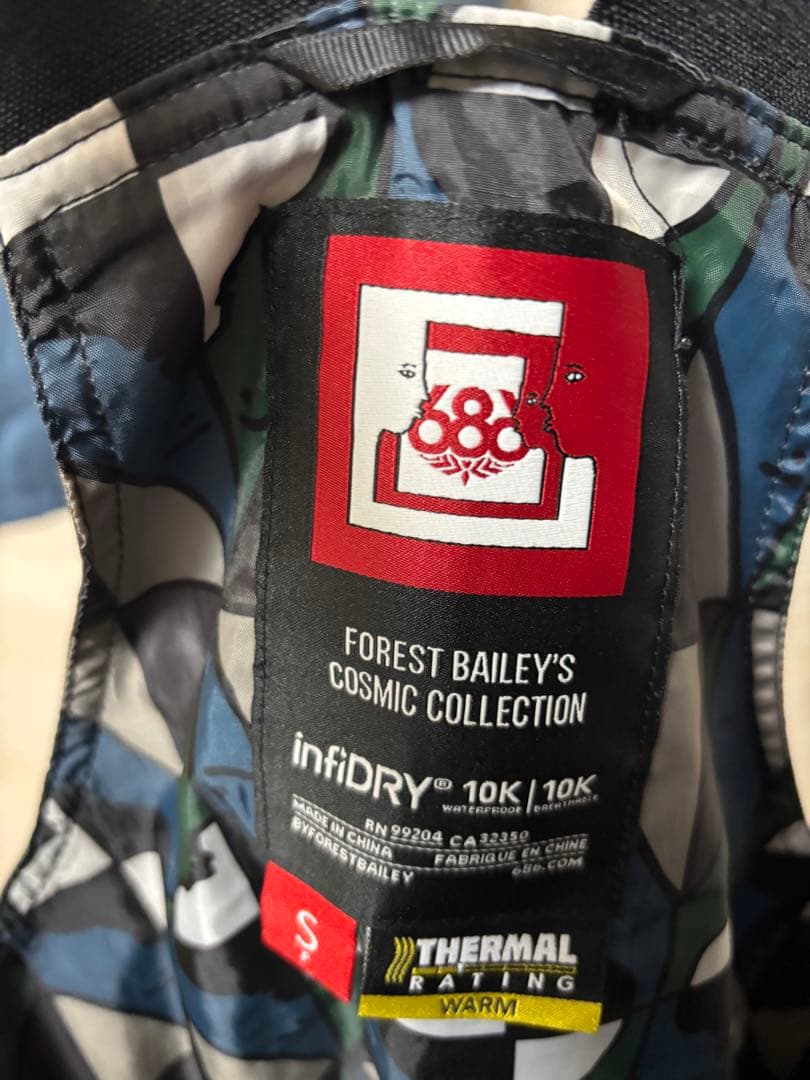 686
FOREST BAILEY'S
COSMIC COLLECTION
infiDRY® 10K | 10K
WATERPROOF BREATHABLE
RN 99204 CA 32350
MADE IN CHINA FABRIQUE EN CHINE
BYFORESTBAILEY 686.COM
S
THERMAL
RATING
WARM